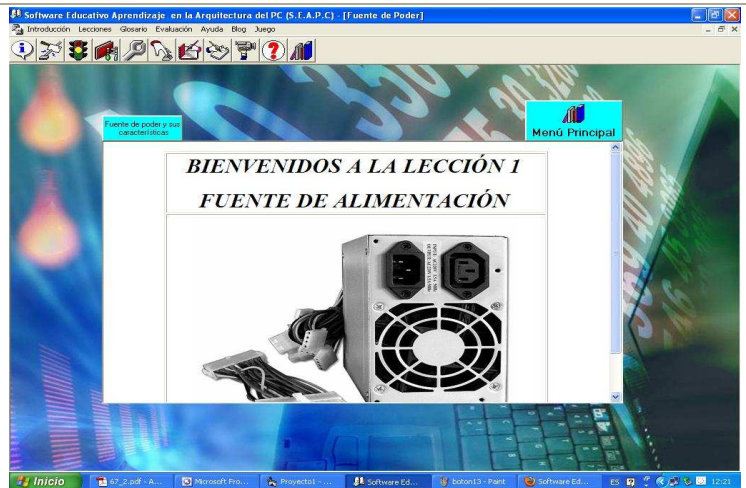 Software Educativo Aprendizaje en la Arquitectura del PC (S.E.A.P.C) - [Fuente de Poder]
Introducción Lecciones Glosario Evaluación Ayuda Blog Juego
Fuente de poder y sus
características
Menú Principal
BIENVENIDOS A LA LECCIÓN 1
FUENTE DE ALIMENTACIÓN
Inicio
67_2.pdf - A...
Microsoft Fro...
Proyecto1 - ...
Software Ed...
boton13 - Paint
Software Ed...
ES
12:21